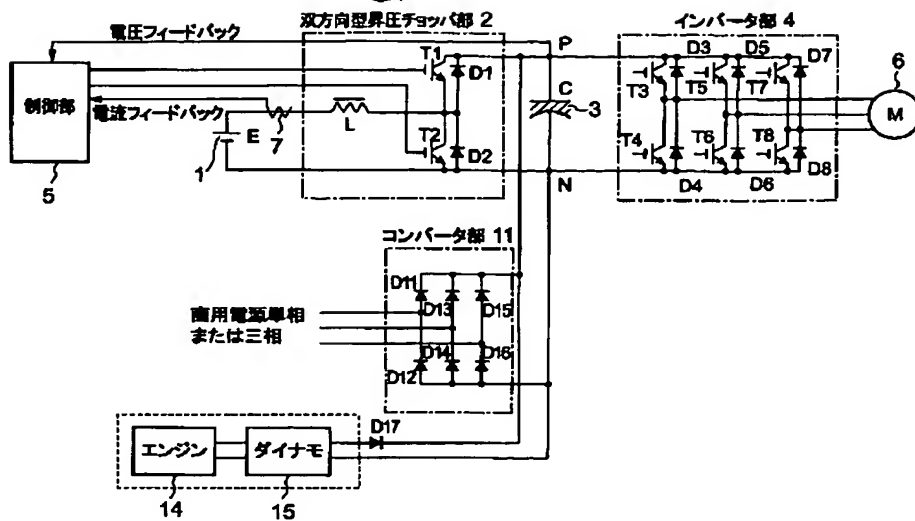 双方向型昇圧チョッパ部 2
インバータ部 4
電圧フィードバック
P
T1
D1
D3
D5
D7
6
制御部
C
3
T3
T5
T7
M
電流フィードバック
E
7
L
T2
D2
T4
T6
T8
1
5
N
D4
D6
D8
コンバータ部 11
D11
D13
D15
商用電源単相
または三相
D14
D16
D12
D17
エンジン
ダイナモ
14
15